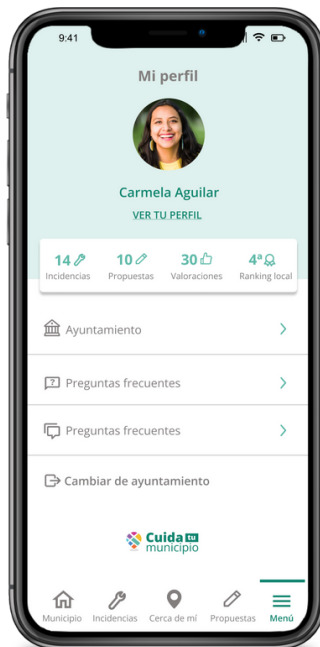 9:41
Mi perfil
Carmela Aguilar
VER TU PERFIL
14 10 30 4ª
Incidencias Propuestas Valoraciones Ranking local
Ayuntamiento
? Preguntas frecuentes
Preguntas frecuentes
Cambiar de ayuntamiento
Cuida tu
municipio
Municipio Incidencias Cerca de mí Propuestas Menú